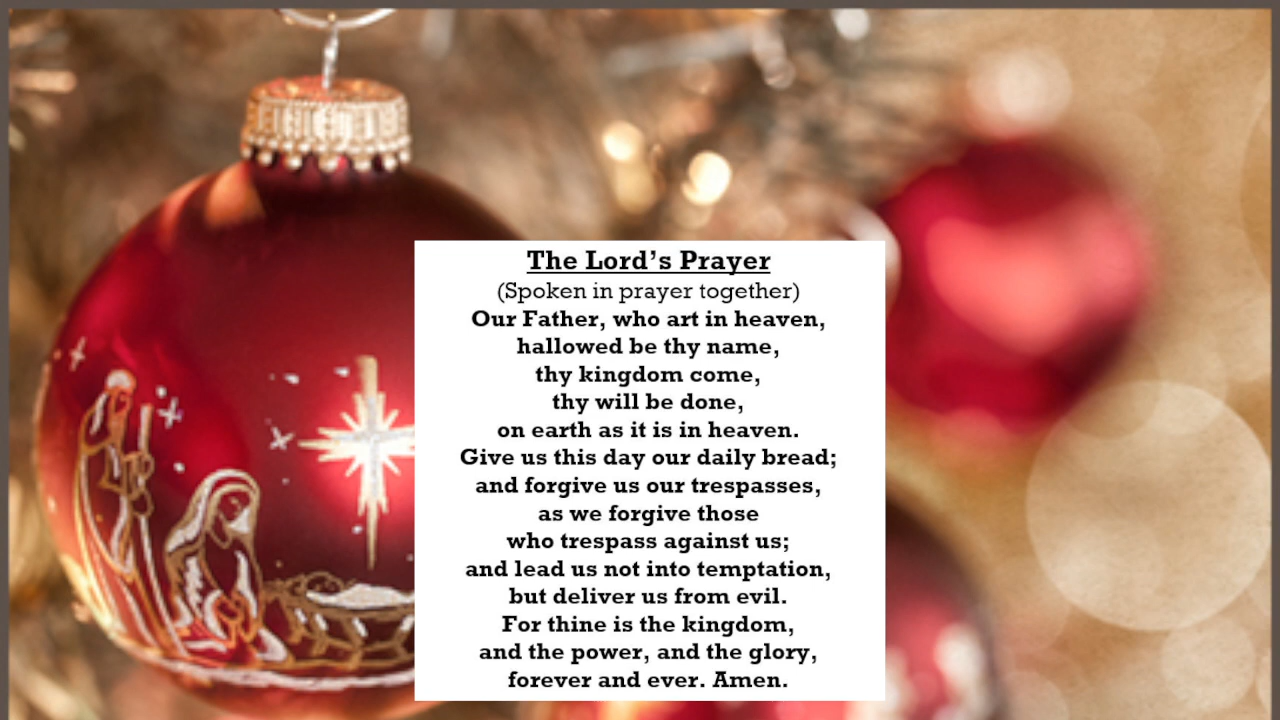 The Lord's Prayer
(Spoken in prayer together)
Our Father, who art in heaven,
hallowed be thy name,
thy kingdom come,
thy will be done,
on earth as it is in heaven.
Give us this day our daily bread;
and forgive us our trespasses,
as we forgive those
who trespass against us;
and lead us not into temptation,
but deliver us from evil.
For thine is the kingdom,
and the power, and the glory,
forever and ever. Amen.